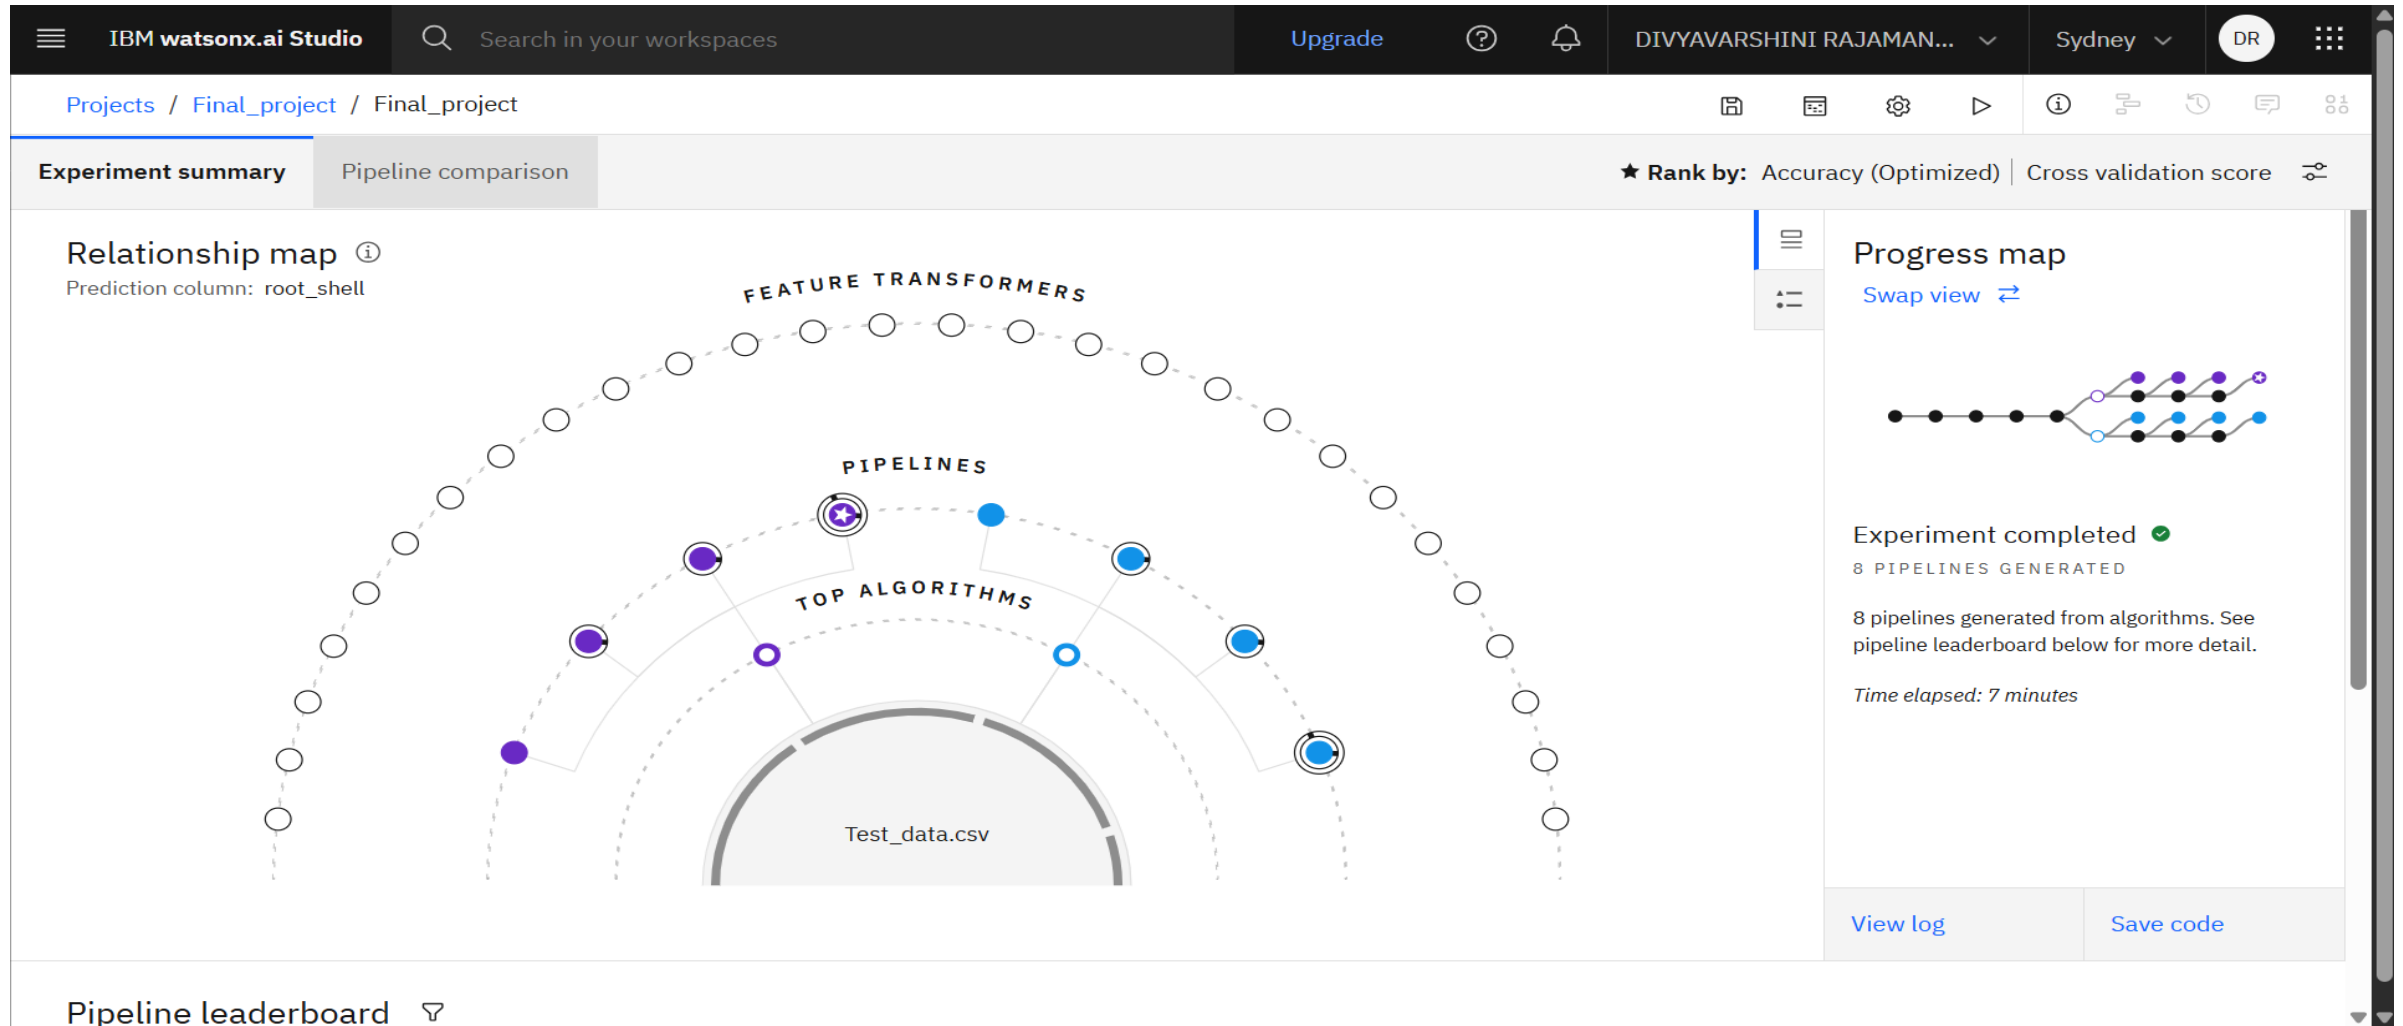 IBM watsonx.ai Studio
Search in your workspaces
Upgrade
DIVYAVARSHINI RAJAMAN...
Sydney
DR
Projects / Final_project / Final_project
Experiment summary
Pipeline comparison
Rank by: Accuracy (Optimized) | Cross validation score
Relationship map
Prediction column: root_shell
FEATURE TRANSFORMERS
PIPELINES
TOP ALGORITHMS
Test_data.csv
Progress map
Swap view
Experiment completed
8 PIPELINES GENERATED
8 pipelines generated from algorithms. See
pipeline leaderboard below for more detail.
Time elapsed: 7 minutes
View log
Save code
Pipeline leaderboard